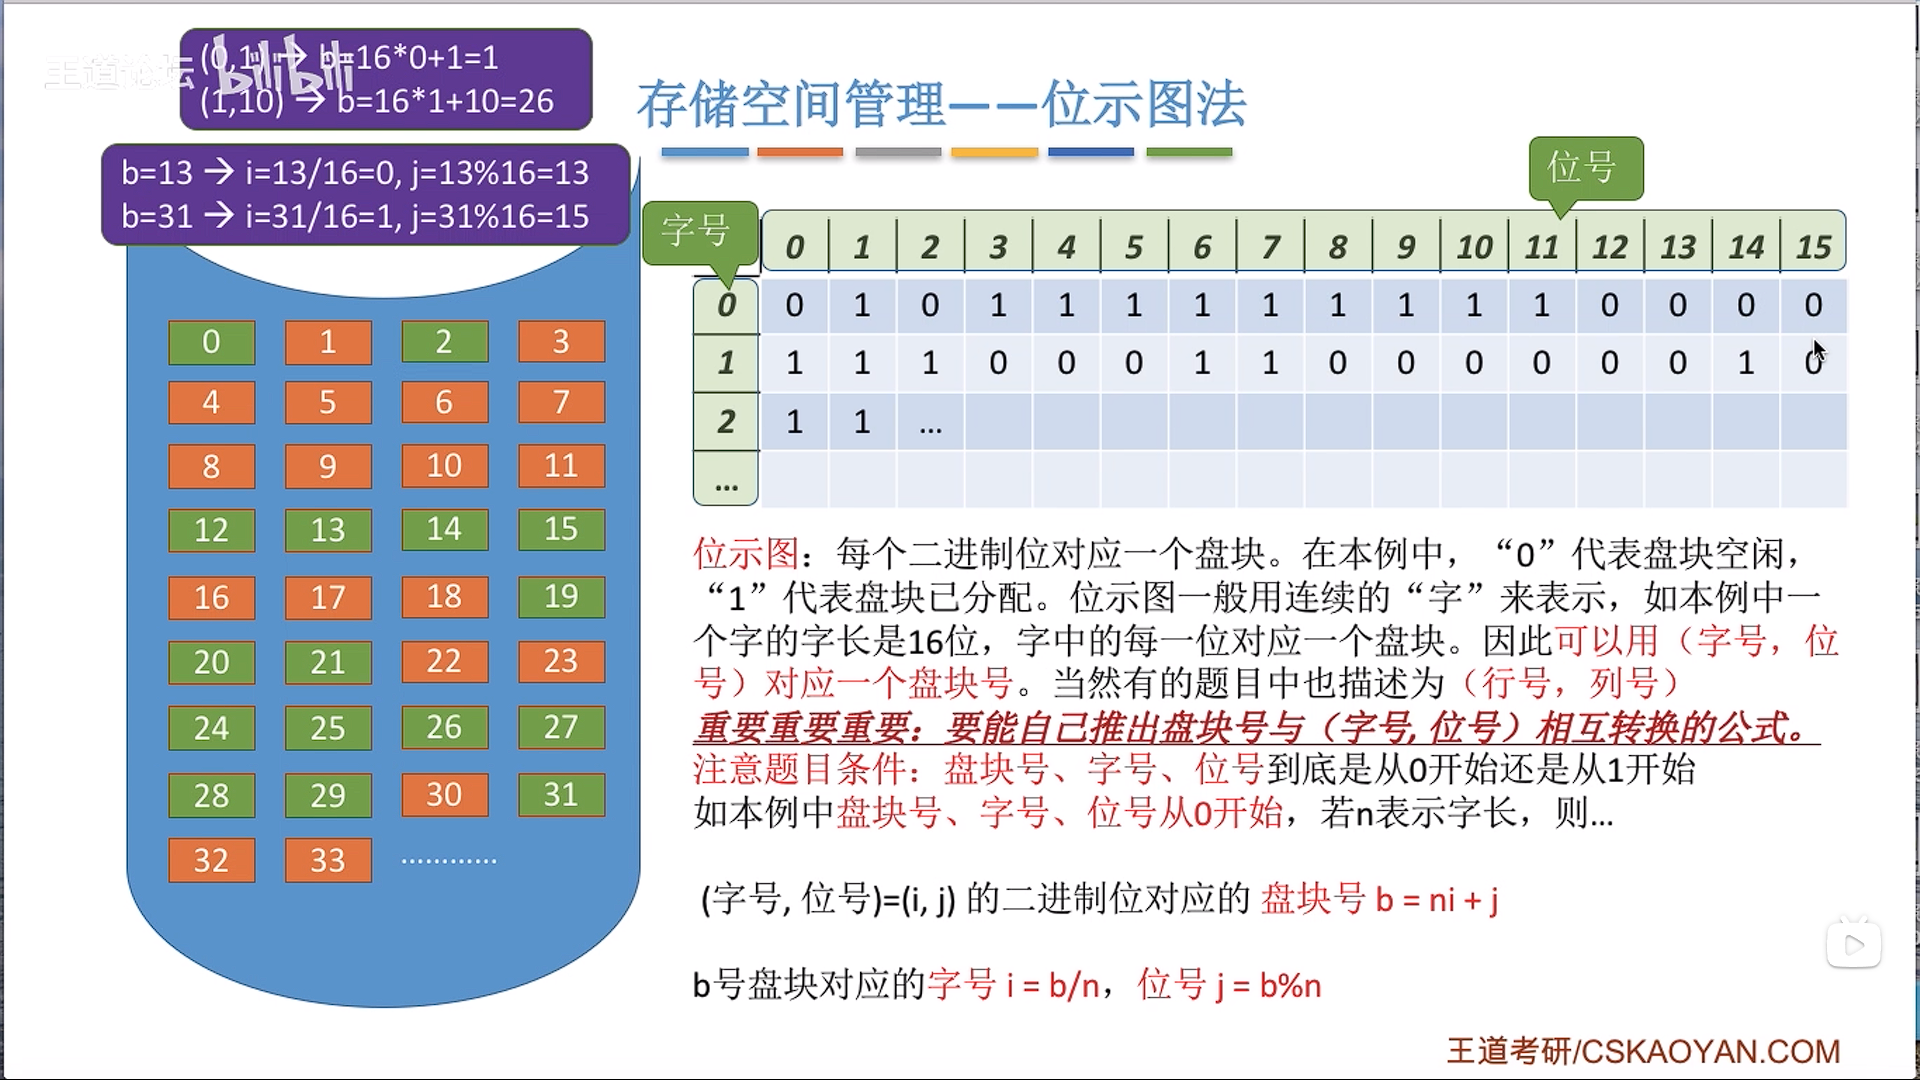 王道论坛
bilibili
(0,1) → b=16*0+1=1
(1,10) → b=16*1+10=26
b=13 → i=13/16=0, j=13%16=13
b=31 → i=31/16=1, j=31%16=15
存储空间管理——位示图法
位号
字号
0 1 2 3 4 5 6 7 8 9 10 11 12 13 14 15
0 0 1 0 1 1 1 1 1 1 1 1 1 0 0 0 0
1 1 1 1 0 0 0 1 1 0 0 0 0 0 0 1 0
2 1 1 ...
...
0 1 2 3
4 5 6 7
8 9 10 11
12 13 14 15
16 17 18 19
20 21 22 23
24 25 26 27
28 29 30 31
32 33 …………
位示图：每个二进制位对应一个盘块。在本例中，“0”代表盘块空闲，
“1”代表盘块已分配。位示图一般用连续的“字”来表示，如本例中一
个字的字长是16位，字中的每一位对应一个盘块。因此可以用（字号，位
号）对应一个盘块号。当然有的题目中也描述为（行号，列号）
重要重要重要：要能自己推出盘块号与（字号, 位号）相互转换的公式。
注意题目条件：盘块号、字号、位号到底是从0开始还是从1开始
如本例中盘块号、字号、位号从0开始，若n表示字长，则...
(字号, 位号)=(i, j) 的二进制位对应的 盘块号 b = ni + j
b号盘块对应的字号 i = b/n，位号 j = b%n
王道考研/CSKAOYAN.COM